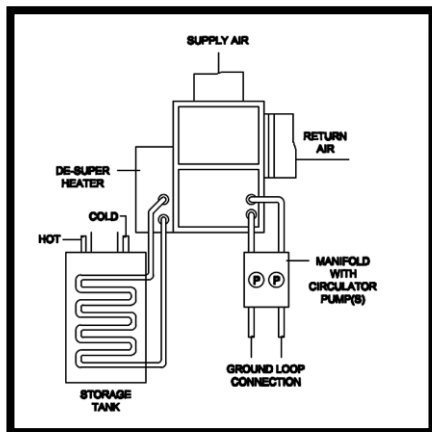 SUPPLY AIR
RETURN
AIR
DE-SUPER
HEATER
COLD
HOT
P P
MANIFOLD
WITH
CIRCULATOR
PUMP(S)
GROUND LOOP
CONNECTION
STORAGE
TANK